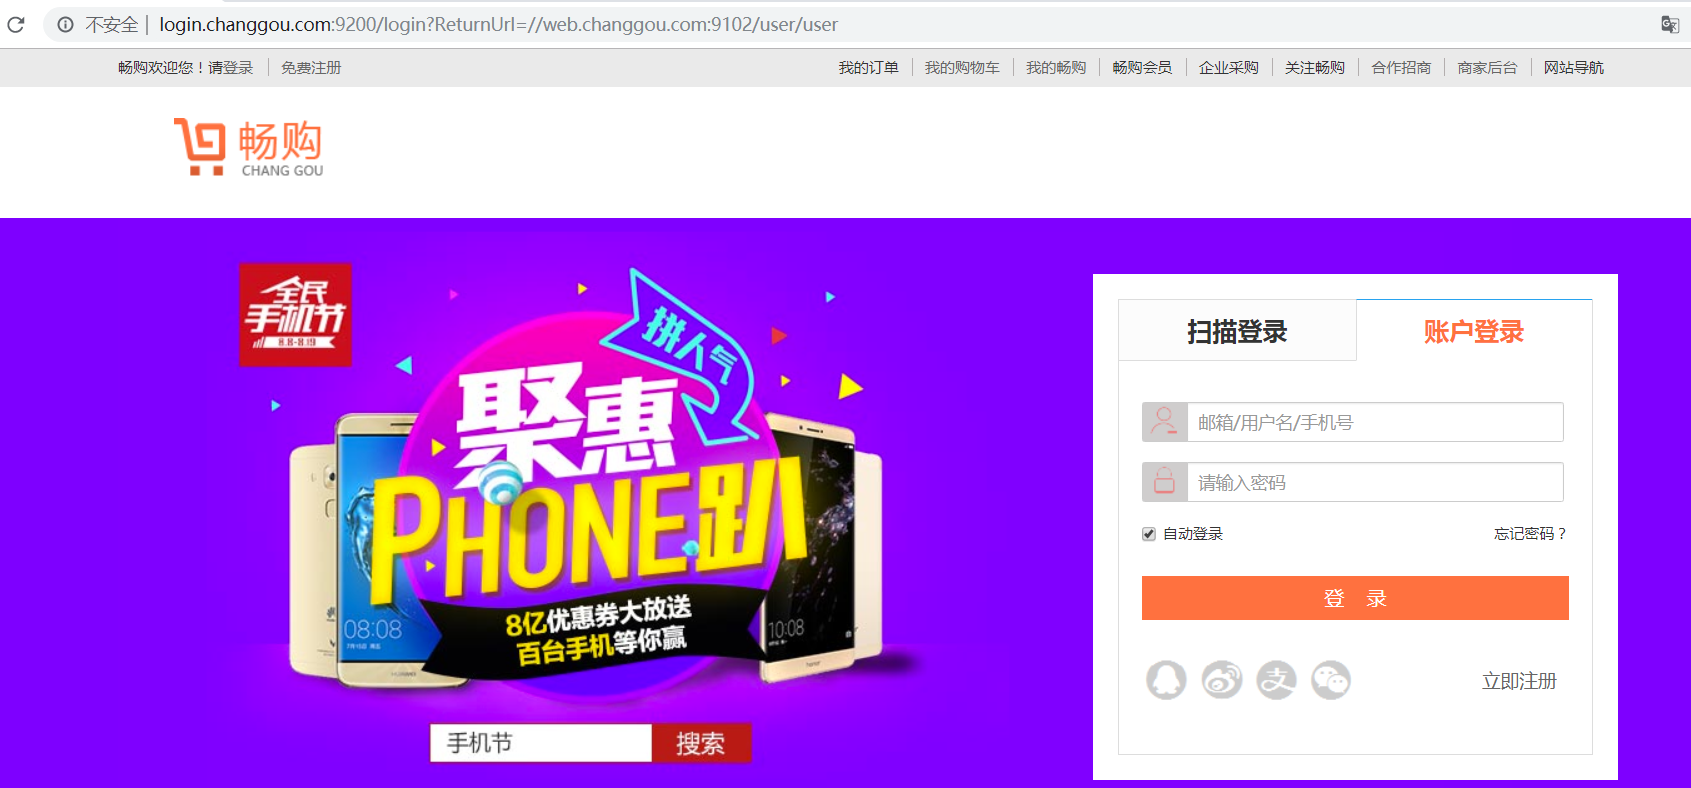 不安全 | login.changgou.com:9200/login?ReturnUrl=//web.changgou.com:9102/user/user
畅购欢迎您！请登录 免费注册 我的订单 我的购物车 我的畅购 畅购会员 企业采购 关注畅购 合作招商 商家后台 网站导航
畅购
CHANG GOU
全民
手机节
8.8-8.19
拼人气
聚惠
PHONE趴
8亿优惠券大放送
百台手机等你赢
08:08
10:08
HUAWEI
honor
手机节 搜索
扫描登录 账户登录
邮箱/用户名/手机号
请输入密码
自动登录 忘记密码？
登 录
支
立即注册